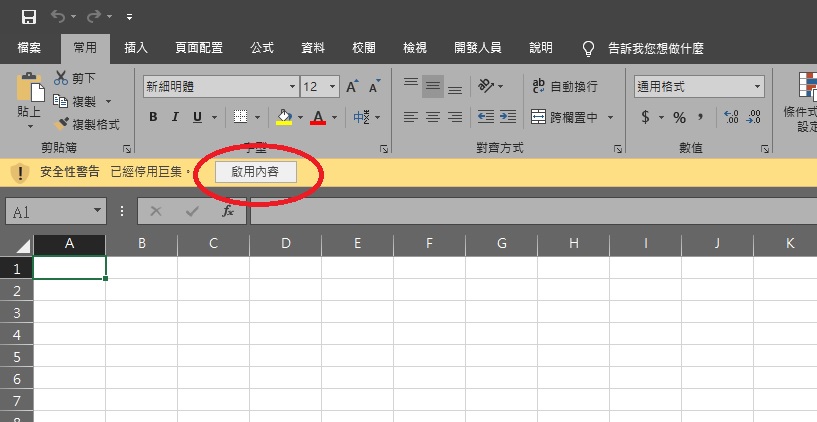 檔案 常用 插入 頁面配置 公式 資料 校閱 檢視 開發人員 說明 告訴我您想做什麼
貼上
剪下
複製
複製格式
剪貼簿
新細明體 12 A A
B I U A 中
字型
ab 自動換行
跨欄置中
對齊方式
通用格式
$ % , .00 .00
數值
條件式
設定
安全性警告 已經停用巨集。 啟用內容
A1 fx
A B C D E F G H I J K
1
2
3
4
5
6
7